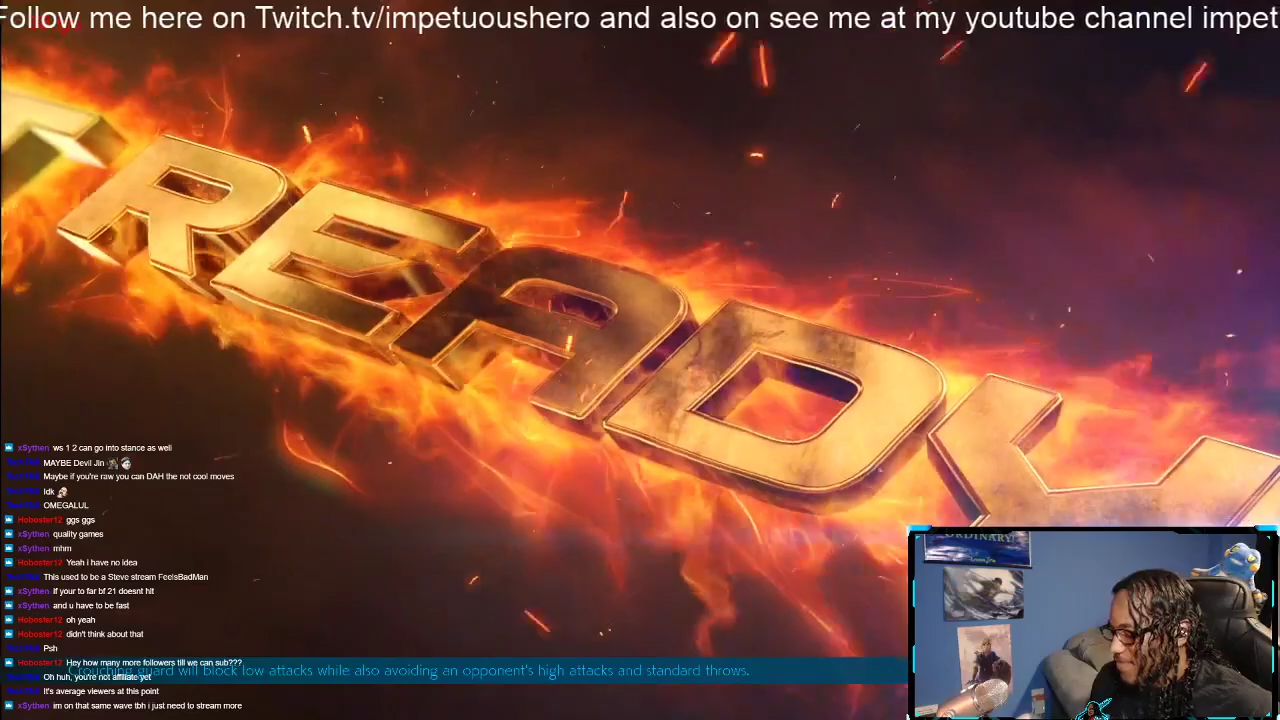 Follow me here on Twitch.tv/impetuoushero and also on see me at my youtube channel impet
READY
ORDINARY
xSythen ws 1 2 can go into stance as well
MAYBE Devil Jin
Maybe if you're raw you can DAH the not cool moves
Idk
OMEGALUL
Hoboster12 ggs ggs
xSythen quality games
xSythen mhm
Hoboster12 Yeah i have no idea
This used to be a Steve stream FeelsBadMan
xSythen If your to far bf 21 doesnt hit
xSythen and u have to be fast
Hoboster12 oh yeah
Hoboster12 didn't think about that
Psh
Hoboster12 Hey how many more followers till we can sub???
Crouching guard will block low attacks while also avoiding an opponent's high attacks and standard throws.
Oh huh, you're not affiliate yet
It's average viewers at this point
xSythen im on that same wave tbh i just need to stream more